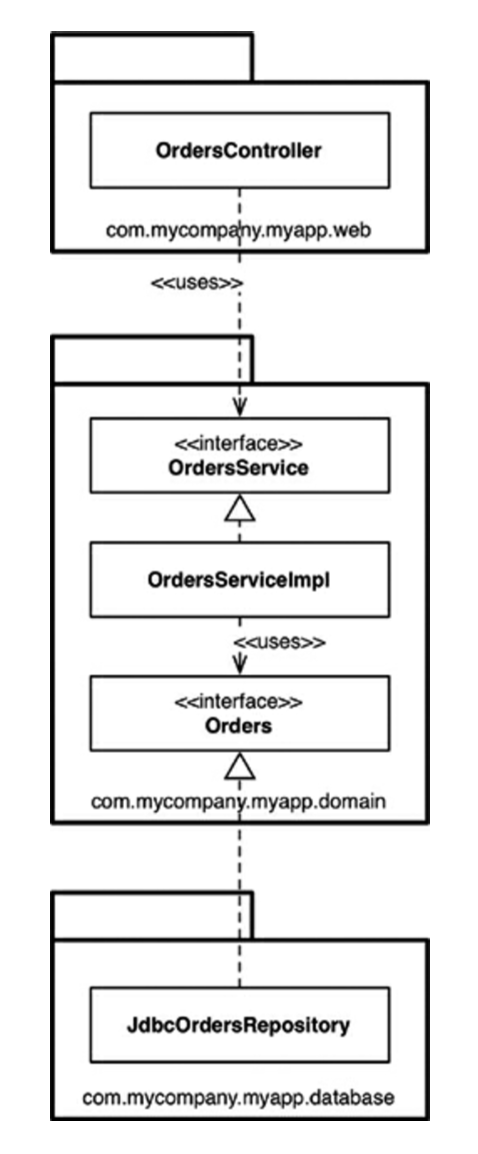 OrdersController
com.mycompany.myapp.web
<<uses>>
<<interface>>
OrdersService
OrdersServiceImpl
<<uses>>
<<interface>>
Orders
com.mycompany.myapp.domain
JdbcOrdersRepository
com.mycompany.myapp.database